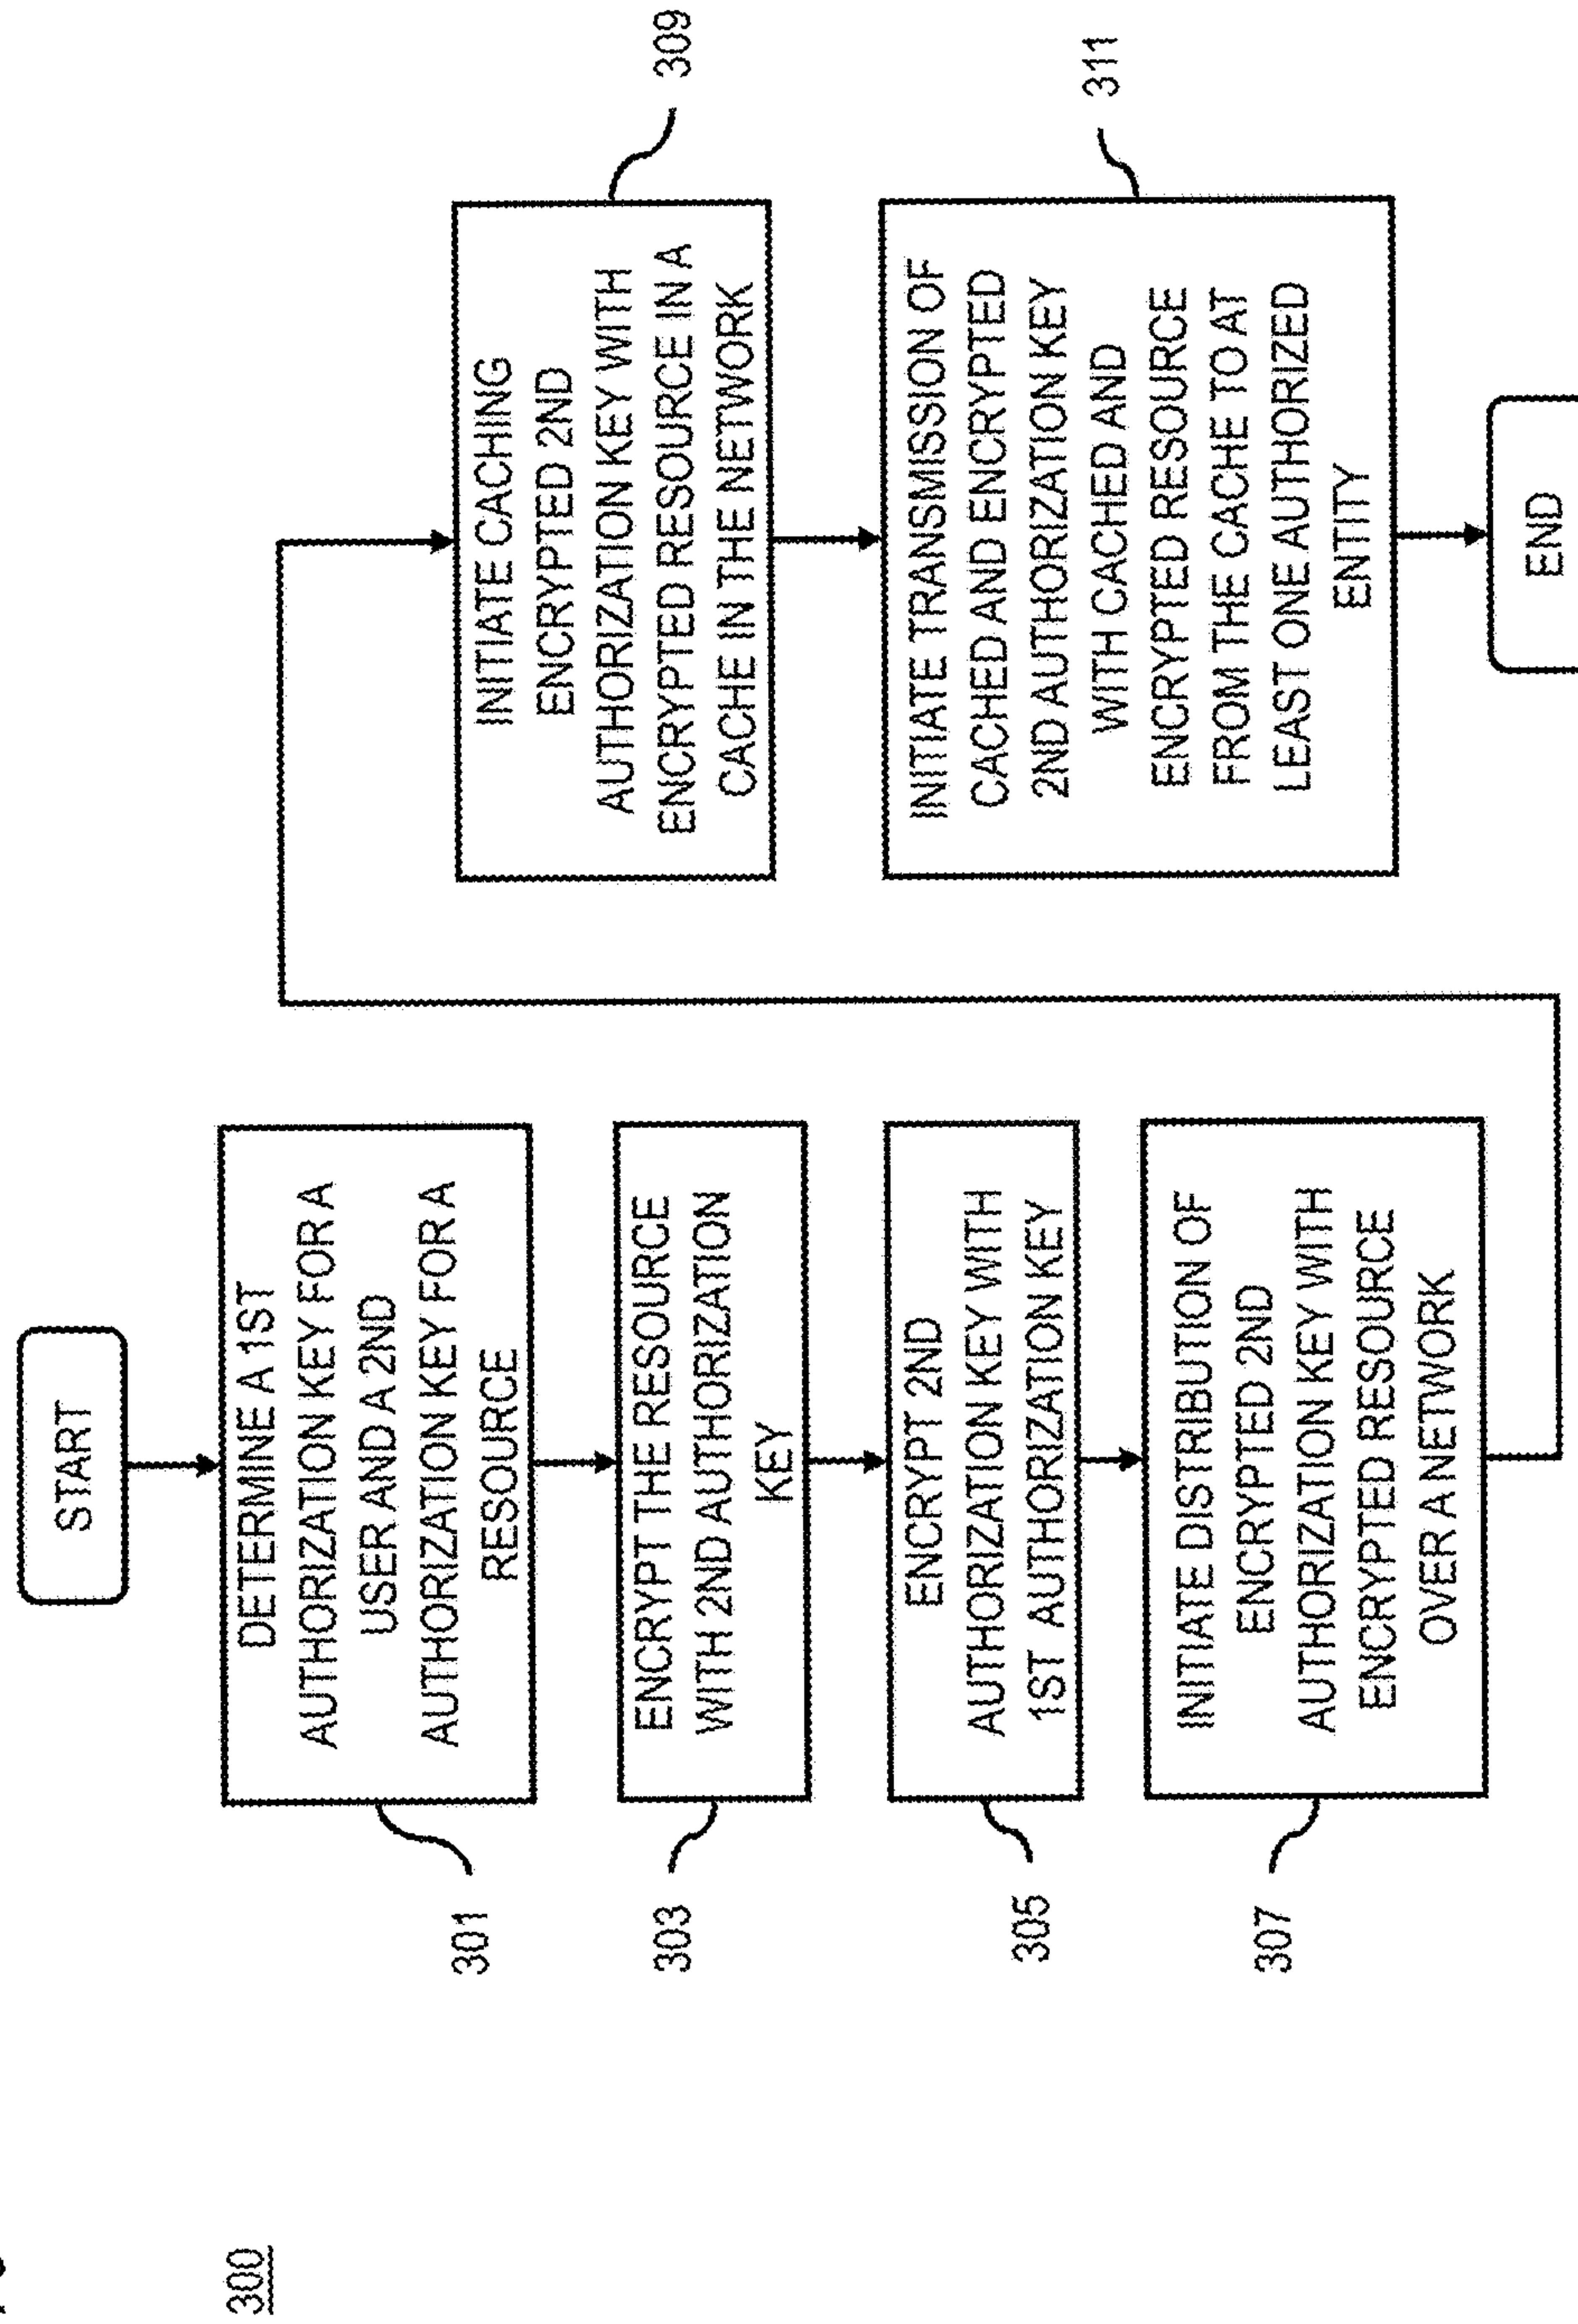 300
START
DETERMINE A 1ST
AUTHORIZATION KEY FOR A
USER AND A 2ND
AUTHORIZATION KEY FOR A
RESOURCE
301
ENCRYPT THE RESOURCE
WITH 2ND AUTHORIZATION
KEY
303
ENCRYPT 2ND
AUTHORIZATION KEY WITH
1ST AUTHORIZATION KEY
305
INITIATE DISTRIBUTION OF
ENCRYPTED 2ND
AUTHORIZATION KEY WITH
ENCRYPTED RESOURCE
OVER A NETWORK
307
INITIATE CACHING
ENCRYPTED 2ND
AUTHORIZATION KEY WITH
ENCRYPTED RESOURCE IN A
CACHE IN THE NETWORK
309
INITIATE TRANSMISSION OF
CACHED AND ENCRYPTED
2ND AUTHORIZATION KEY
WITH CACHED AND
ENCRYPTED RESOURCE
FROM THE CACHE TO AT
LEAST ONE AUTHORIZED
ENTITY
311
END